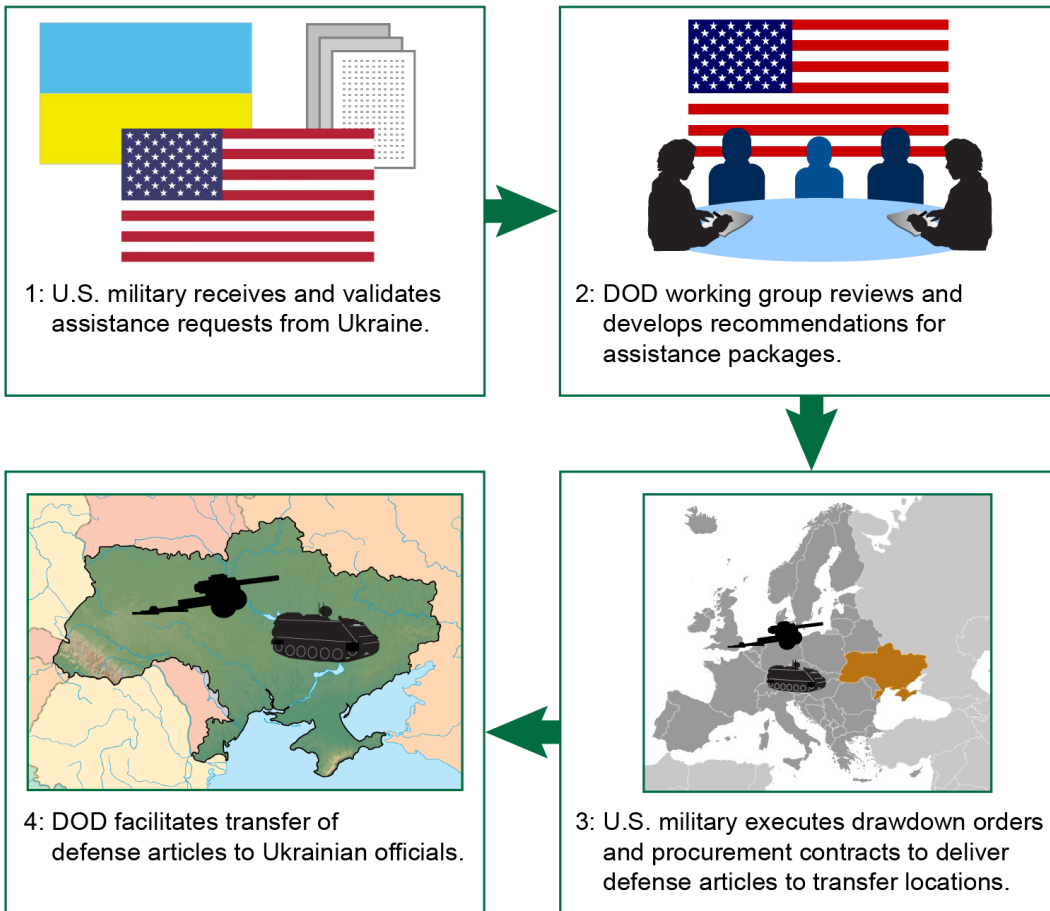 1: U.S. military receives and validates
assistance requests from Ukraine.
2: DOD working group reviews and
develops recommendations for
assistance packages.
3: U.S. military executes drawdown orders
and procurement contracts to deliver
defense articles to transfer locations.
4: DOD facilitates transfer of
defense articles to Ukrainian officials.